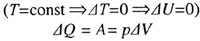 (T=const ⇒ ΔT=0 ⇒ ΔU=0)
ΔQ = A = pΔV